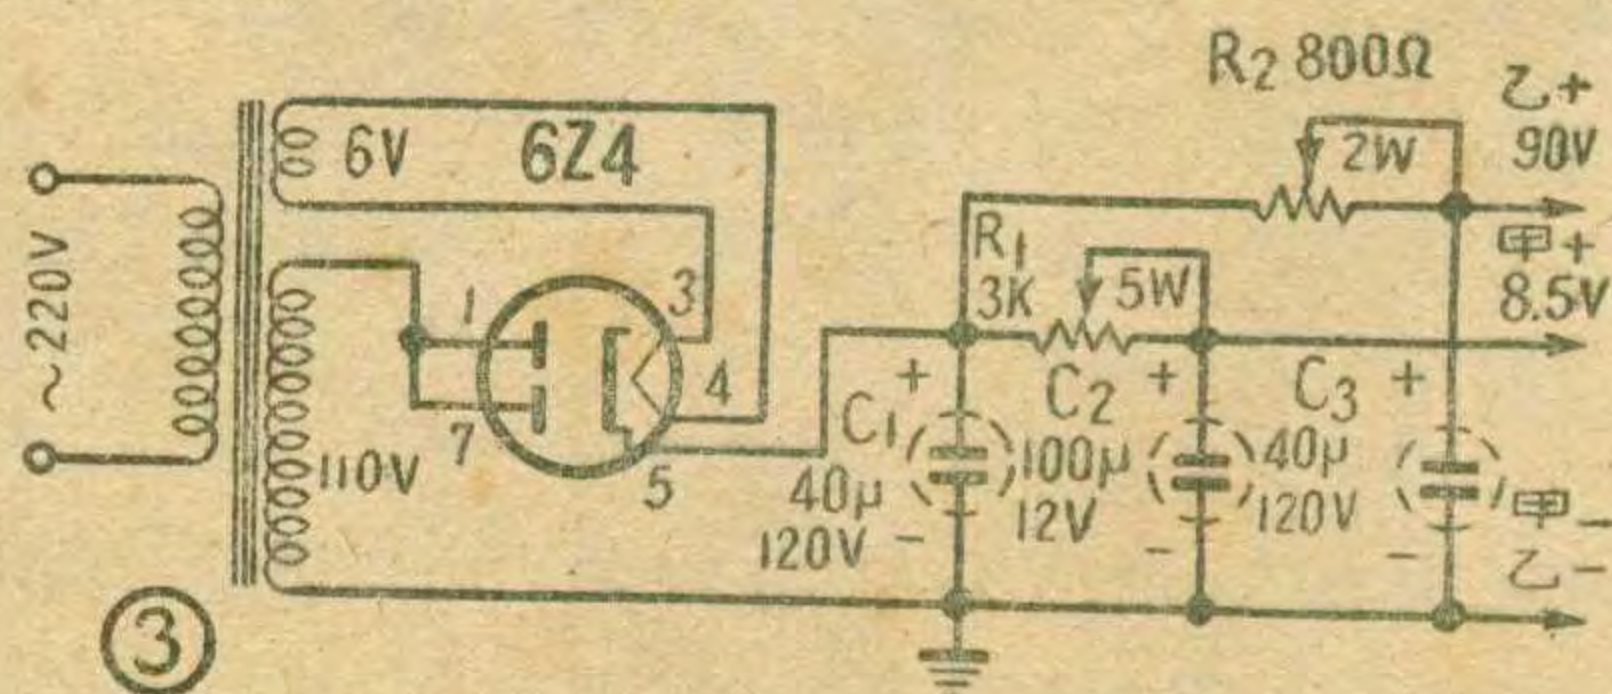 R2 800Ω
乙+
90V
2W
甲+
8.5V
6V
6Z4
~220V
110V
1
7
3
4
5
R1
3K
5W
+
C1
40μ
120V
-
C2
100μ
12V
+
-
C3
40μ
120V
+
-
甲-
乙-
3